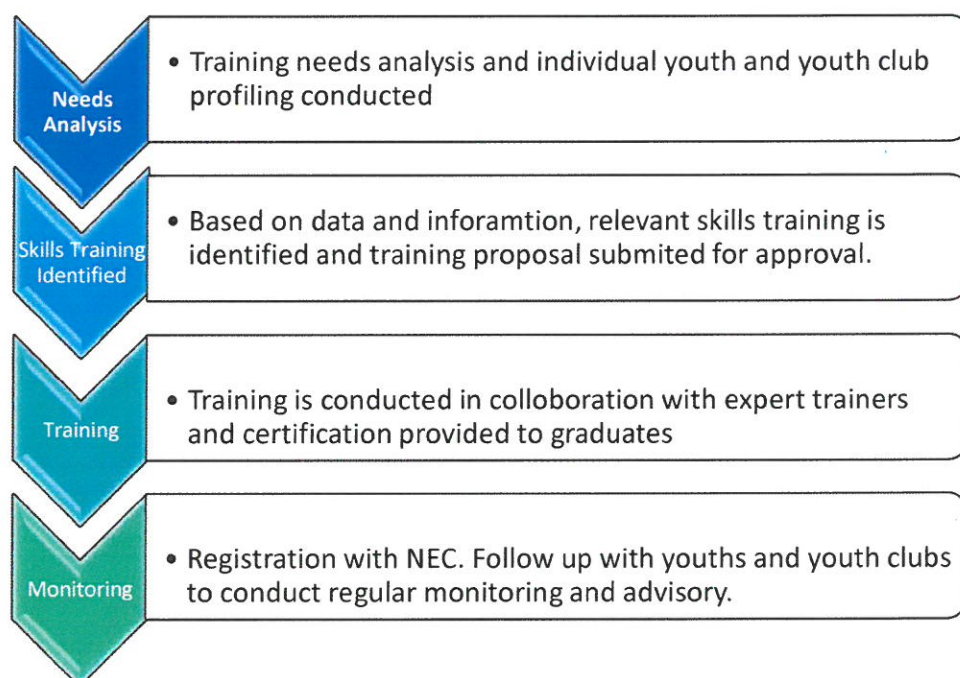 Needs
Analysis
• Training needs analysis and individual youth and youth club
profiling conducted
Skills Training
Identified
• Based on data and inforamtion, relevant skills training is
identified and training proposal submited for approval.
Training
• Training is conducted in colloboration with expert trainers
and certification provided to graduates
Monitoring
• Registration with NEC. Follow up with youths and youth clubs
to conduct regular monitoring and advisory.